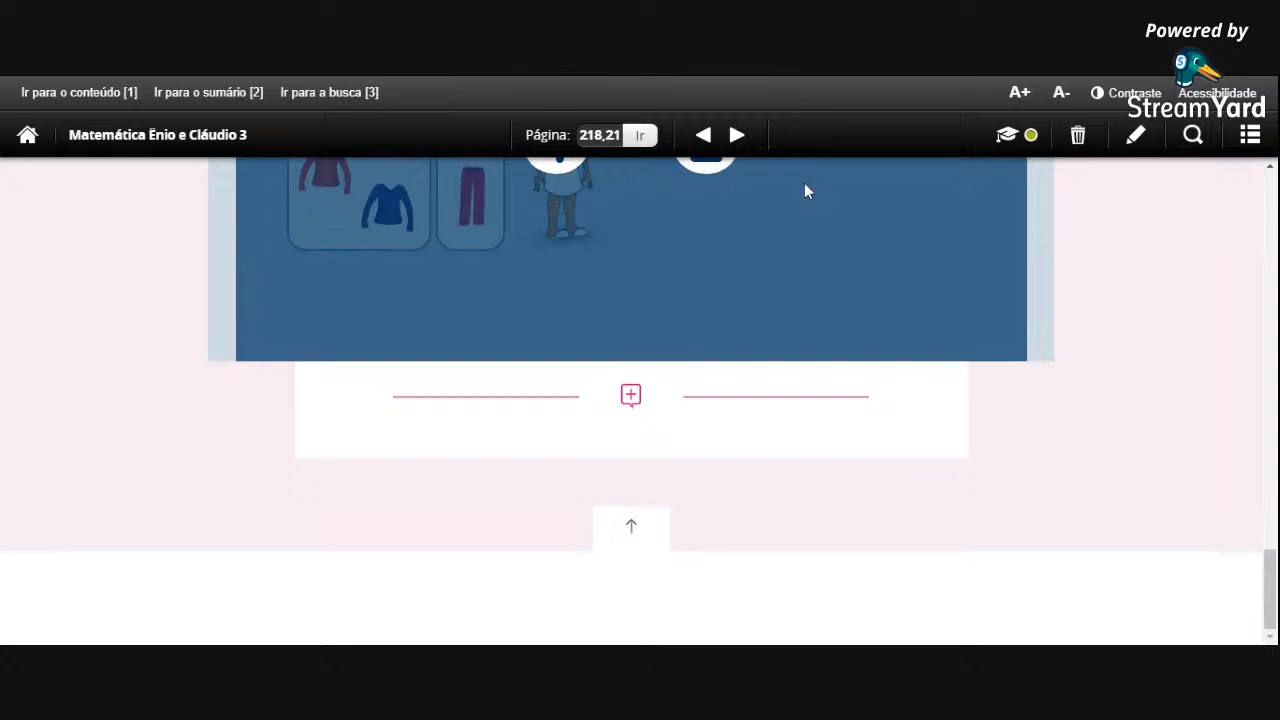 Powered by
StreamYard
Ir para o conteúdo [1] Ir para o sumário [2] Ir para a busca [3] A+ A- Contraste Acessibilidade
Matemática Ênio e Cláudio 3 Página: 218,21 Ir